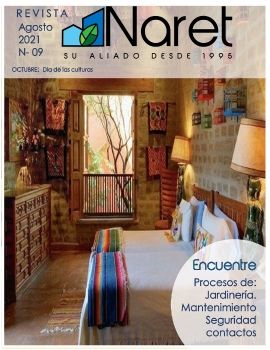 REVISTA
Agosto
2021
N- 09
Naret
SU ALIADO DESDE 1995
OCTUBRE: Dia de las culturas
Encuentre
Procesos de:
Jardinería.
Mantenimiento
Seguridad
contactos